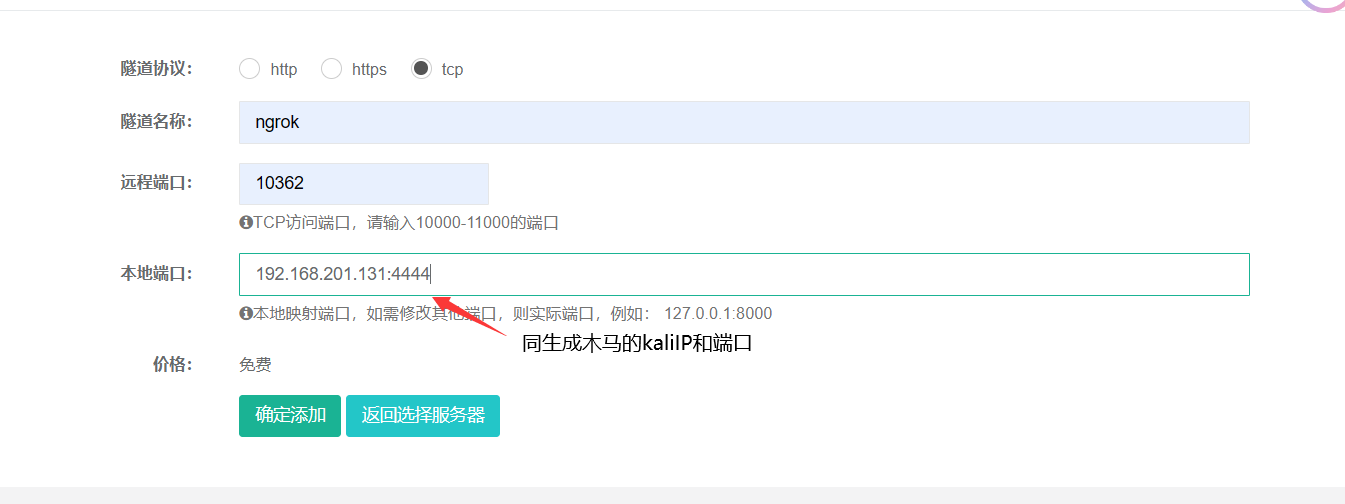 隧道协议： http https tcp
隧道名称： ngrok
远程端口： 10362
TCP访问端口，请输入10000-11000的端口
本地端口： 192.168.201.131:4444
本地映射端口，如需修改其他端口，则实际端口，例如： 127.0.0.1:8000
同生成木马的kaliIP和端口
价格： 免费
确定添加 返回选择服务器